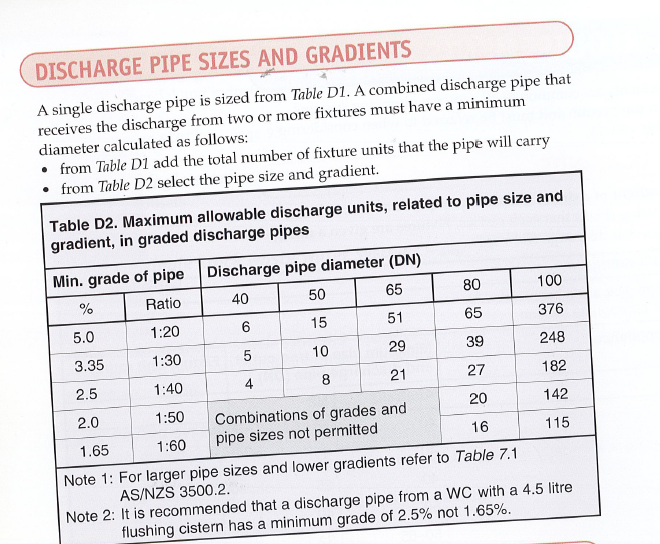 DISCHARGE PIPE SIZES AND GRADIENTS
A single discharge pipe is sized from Table D1. A combined discharge pipe that
receives the discharge from two or more fixtures must have a minimum
diameter calculated as follows:
• from Table D1 add the total number of fixture units that the pipe will carry
• from Table D2 select the pipe size and gradient.
Table D2. Maximum allowable discharge units, related to pipe size and
gradient, in graded discharge pipes
Min. grade of pipe Discharge pipe diameter (DN)
% Ratio 40 50 65 80 100
5.0 1:20 6 15 51 65 376
3.35 1:30 5 10 29 39 248
2.5 1:40 4 8 21 27 182
2.0 1:50 Combinations of grades and 20 142
1.65 1:60 pipe sizes not permitted 16 115
Note 1: For larger pipe sizes and lower gradients refer to Table 7.1
AS/NZS 3500.2.
Note 2: It is recommended that a discharge pipe from a WC with a 4.5 litre
flushing cistern has a minimum grade of 2.5% not 1.65%.